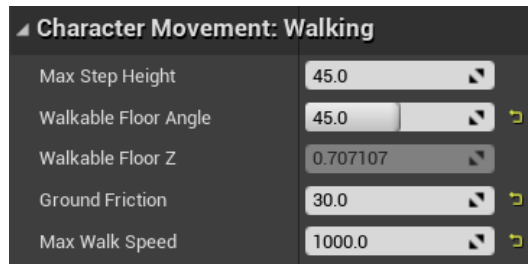 Character Movement: Walking
Max Step Height 45.0
Walkable Floor Angle 45.0
Walkable Floor Z 0.707107
Ground Friction 30.0
Max Walk Speed 1000.0